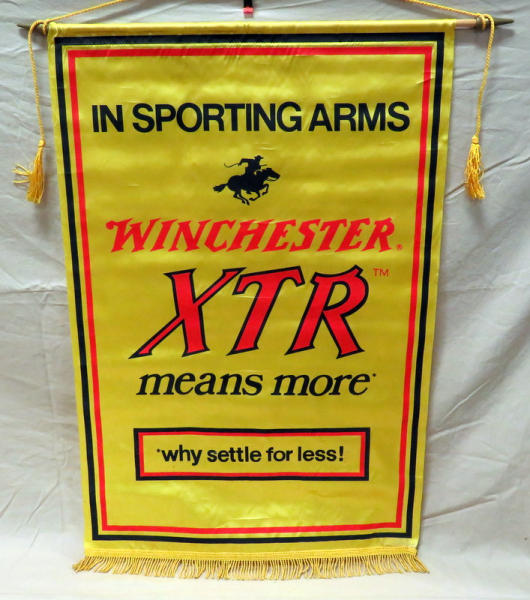 IN SPORTING ARMS
WINCHESTER®
XTR™
means more*
*why settle for less!